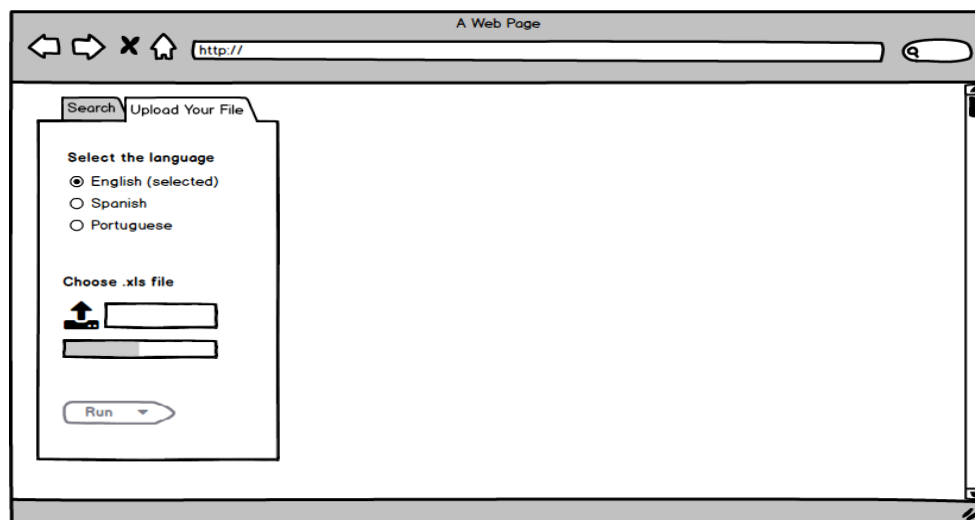 A Web Page
http://
Search
Upload Your File
Select the language
English (selected)
Spanish
Portuguese
Choose .xls file
Run